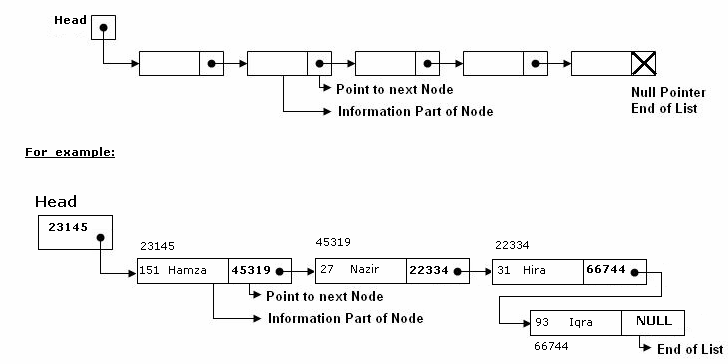 Head
Point to next Node
Information Part of Node
Null Pointer
End of List
For example:
Head
23145
23145
45319
22334
151 Hamza 45319
27 Nazir 22334
31 Hira 66744
Point to next Node
Information Part of Node
93 Iqra NULL
66744
End of List